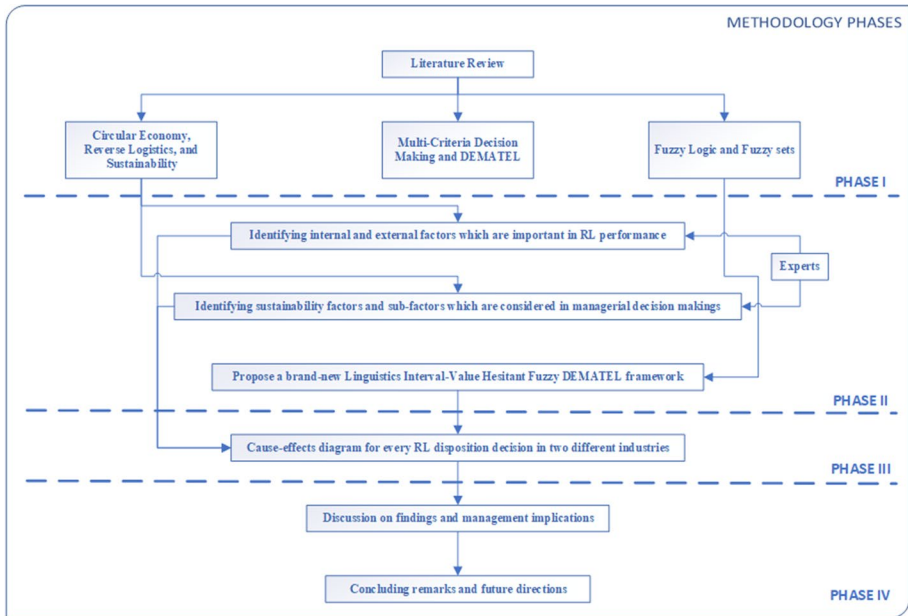 METHODOLOGY PHASES
Literature Review
Circular Economy,
Reverse Logistics, and
Sustainability
Multi-Criteria Decision
Making and DEMATEL
Fuzzy Logic and Fuzzy sets
PHASE I
Identifying internal and external factors which are important in RL performance
Experts
Identifying sustainability factors and sub-factors which are considered in managerial decision makings
Propose a brand-new Linguistics Interval-Value Hesitant Fuzzy DEMATEL framework
PHASE II
Cause-effects diagram for every RL disposition decision in two different industries
PHASE III
Discussion on findings and management implications
Concluding remarks and future directions
PHASE IV